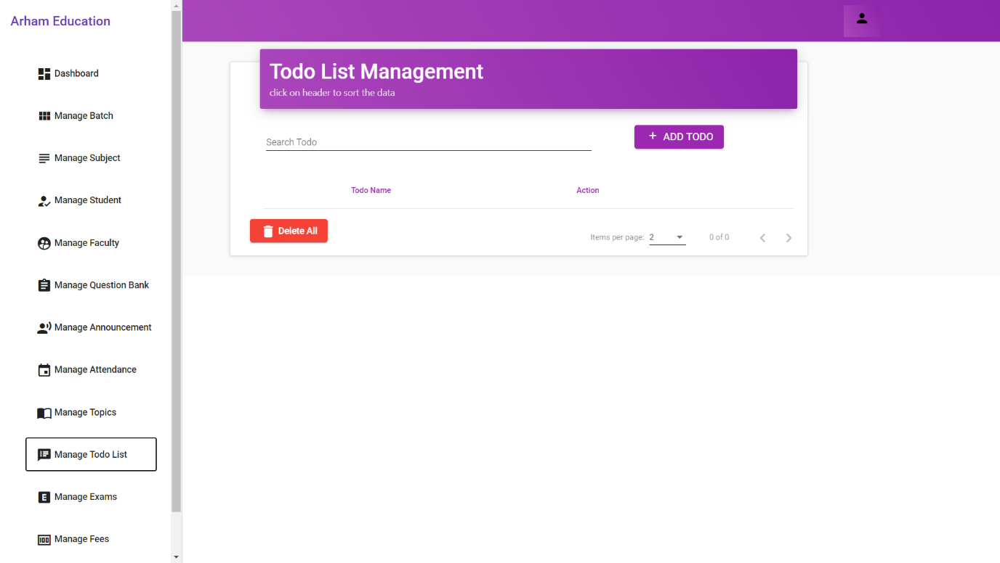 Arham Education
Dashboard
Manage Batch
Manage Subject
Manage Student
Manage Faculty
Manage Question Bank
Manage Announcement
Manage Attendance
Manage Topics
Manage Todo List
Manage Exams
Manage Fees
Todo List Management
click on header to sort the data
Search Todo
+ ADD TODO
Todo Name Action
Delete All
Items per page: 2 0 of 0